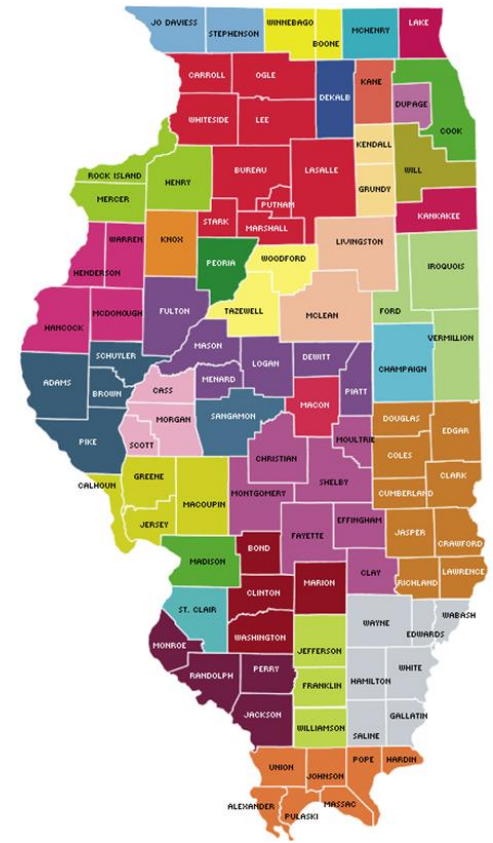 JO DAVIESS
STEPHENSON
WINNEBAGO
BOONE
MCHENRY
LAKE
CARROLL
OGLE
DEKALB
KANE
DUPAGE
COOK
WHITESIDE
LEE
KENDALL
WILL
GRUNDY
ROCK ISLAND
HENRY
BUREAU
LASALLE
PUTNAM
MERCER
STARK
MARSHALL
KANKAKEE
WARREN
KNOX
PEORIA
WOODFORD
LIVINGSTON
IROQUOIS
HENDERSON
HANCOCK
MCDONOUGH
FULTON
TAZEWELL
MCLEAN
FORD
VERMILLION
MASON
LOGAN
DEWITT
CHAMPAIGN
SCHUYLER
ADAMS
BROWN
CASS
MENARD
PIATT
MACON
SANGAMON
MORGAN
DOUGLAS
EDGAR
PIKE
SCOTT
MOULTRIE
COLES
CHRISTIAN
SHELBY
CLARK
CALHOUN
GREENE
MACOUPIN
MONTGOMERY
CUMBERLAND
JERSEY
FAYETTE
EFFINGHAM
JASPER
CRAWFORD
MADISON
BOND
CLAY
RICHLAND
LAWRENCE
MARION
CLINTON
ST. CLAIR
WAYNE
EDWARDS
WABASH
MONROE
WASHINGTON
JEFFERSON
RANDOLPH
PERRY
FRANKLIN
HAMILTON
WHITE
JACKSON
WILLIAMSON
SALINE
GALLATIN
UNION
JOHNSON
POPE
HARDIN
ALEXANDER
PULASKI
MASSAC